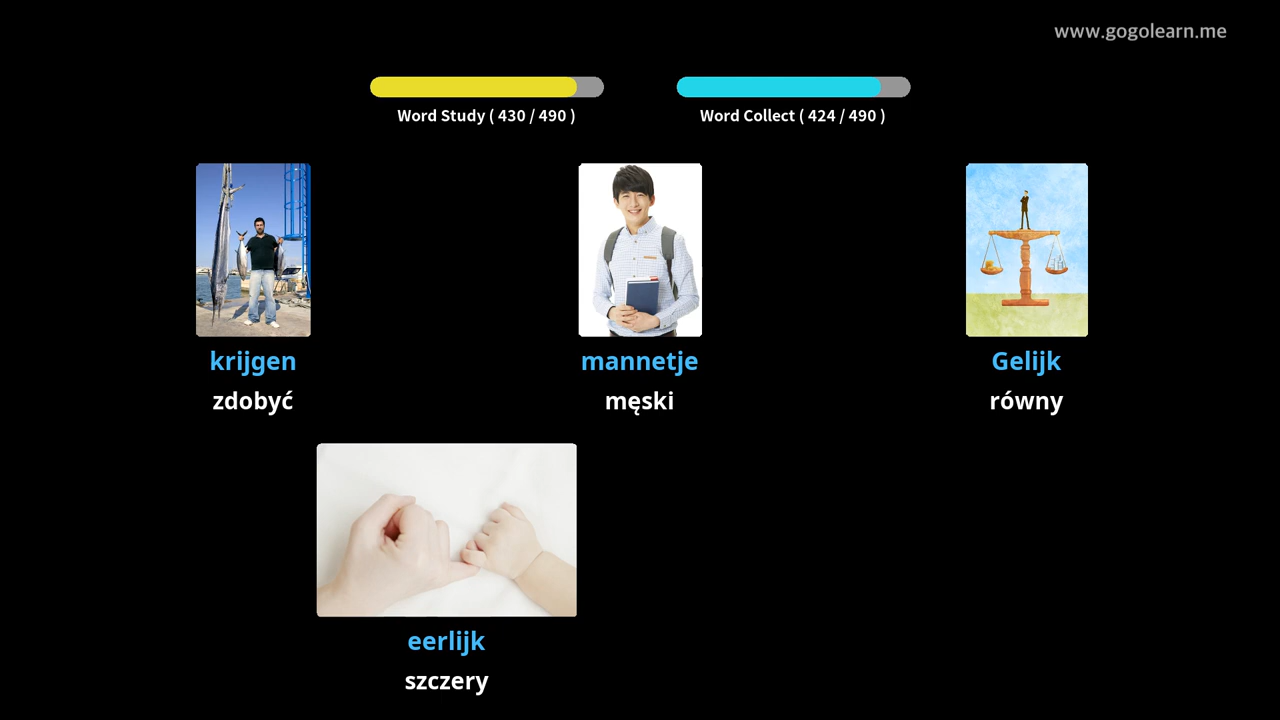 www.gogolearn.me
Word Study ( 430 / 490 )
Word Collect ( 424 / 490 )
krijgen
zdobyć
mannetje
męski
Gelijk
równy
eerlijk
szczery